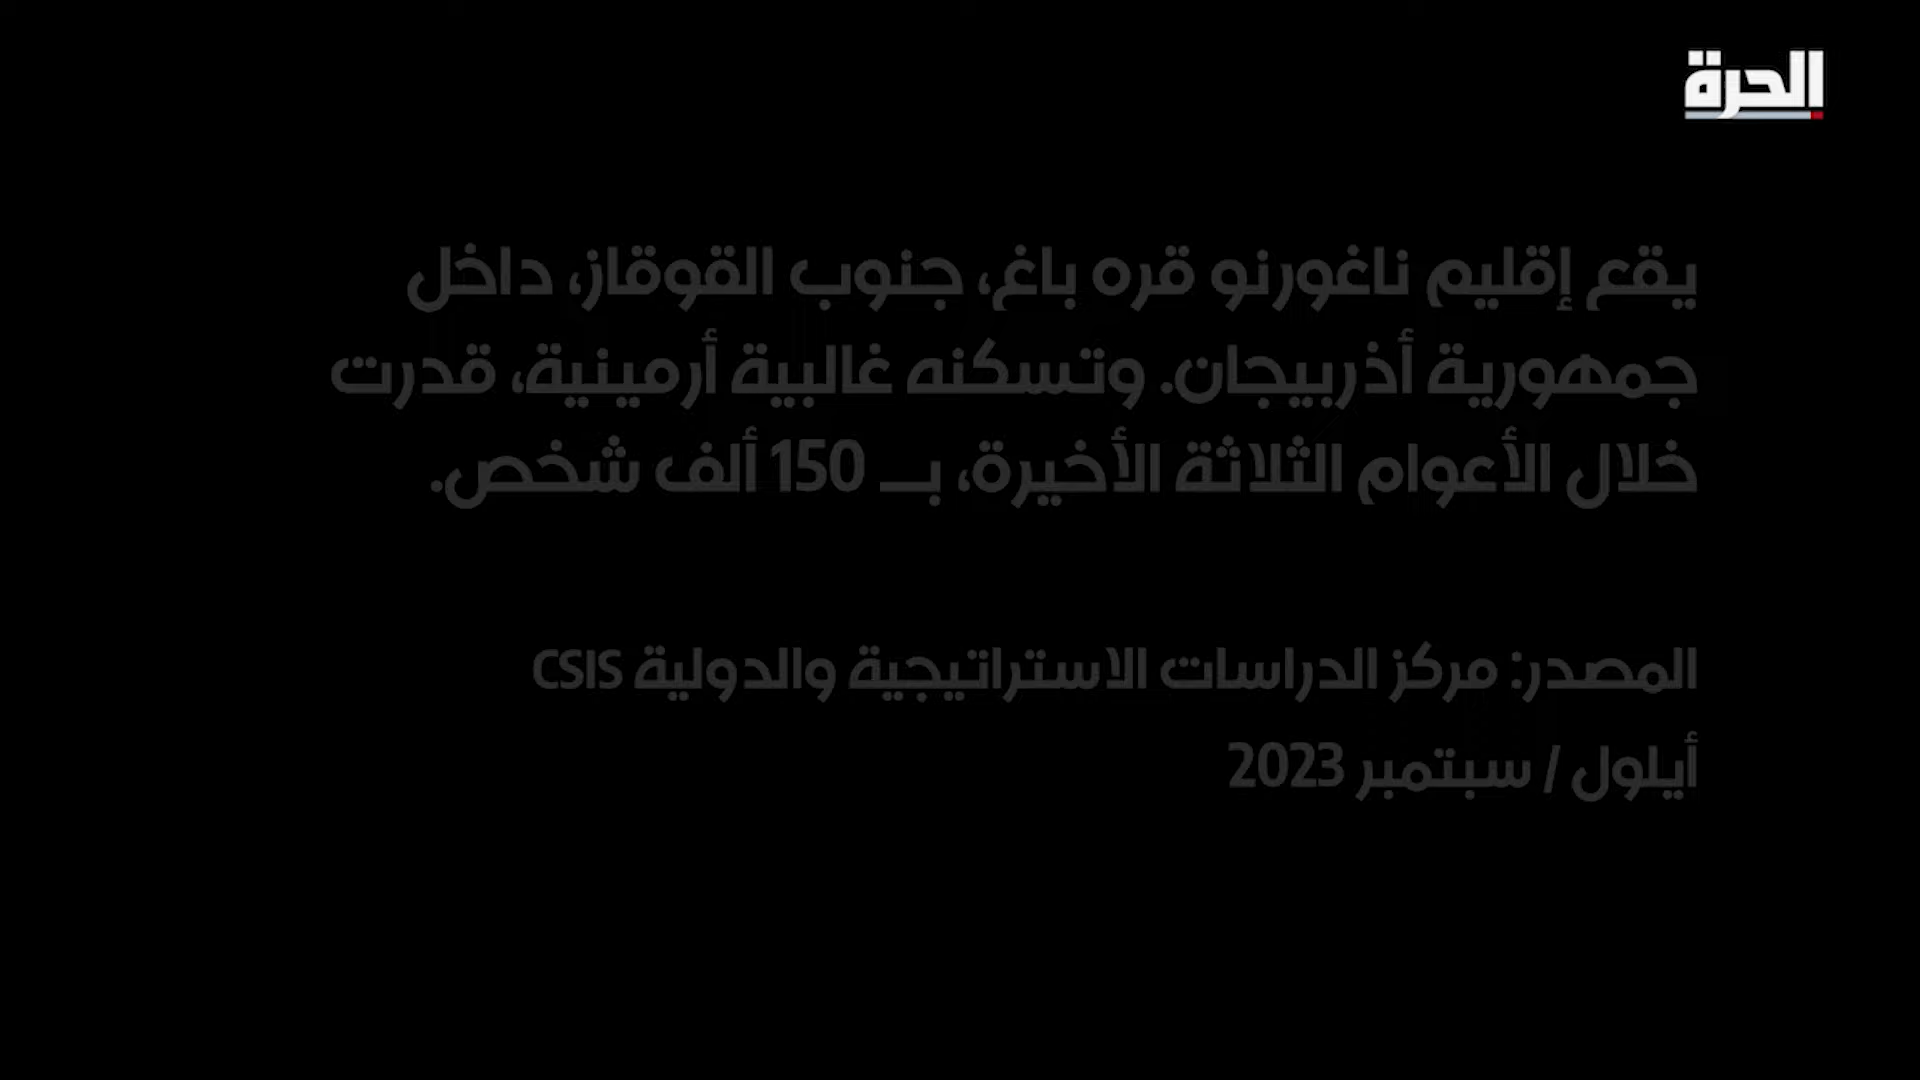 الحرة
يقع إقليم ناغورنو قره باغ، جنوب القوقاز، داخل
جمهورية أذربيجان. وتسكنه غالبية أرمينية، قدرت
خلال الأعوام الثلاثة الأخيرة، بـ 150 ألف شخص.
المصدر: مركز الدراسات الاستراتيجية والدولية CSIS
أيلول / سبتمبر 2023